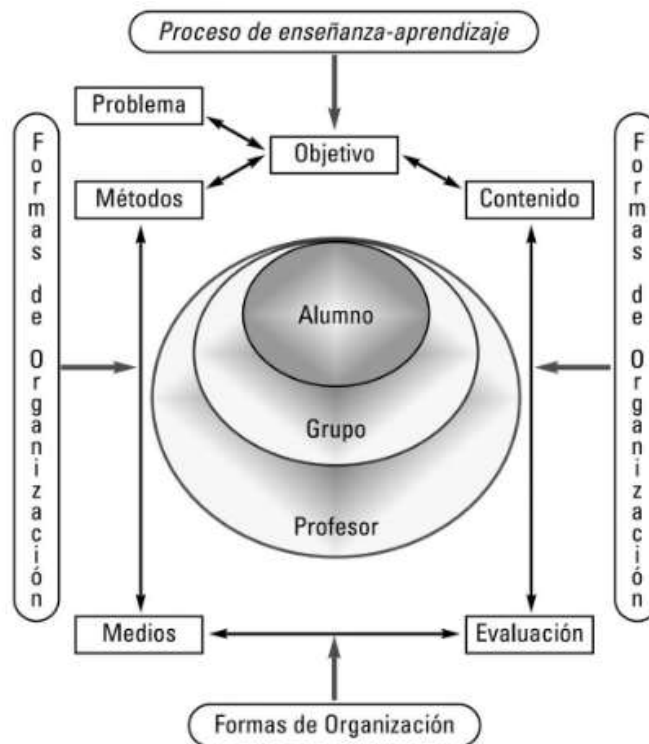 Proceso de enseñanza-aprendizaje
Problema
Objetivo
Métodos
Contenido
Formas de Organización
Formas de Organización
Alumno
Grupo
Profesor
Medios
Evaluación
Formas de Organización